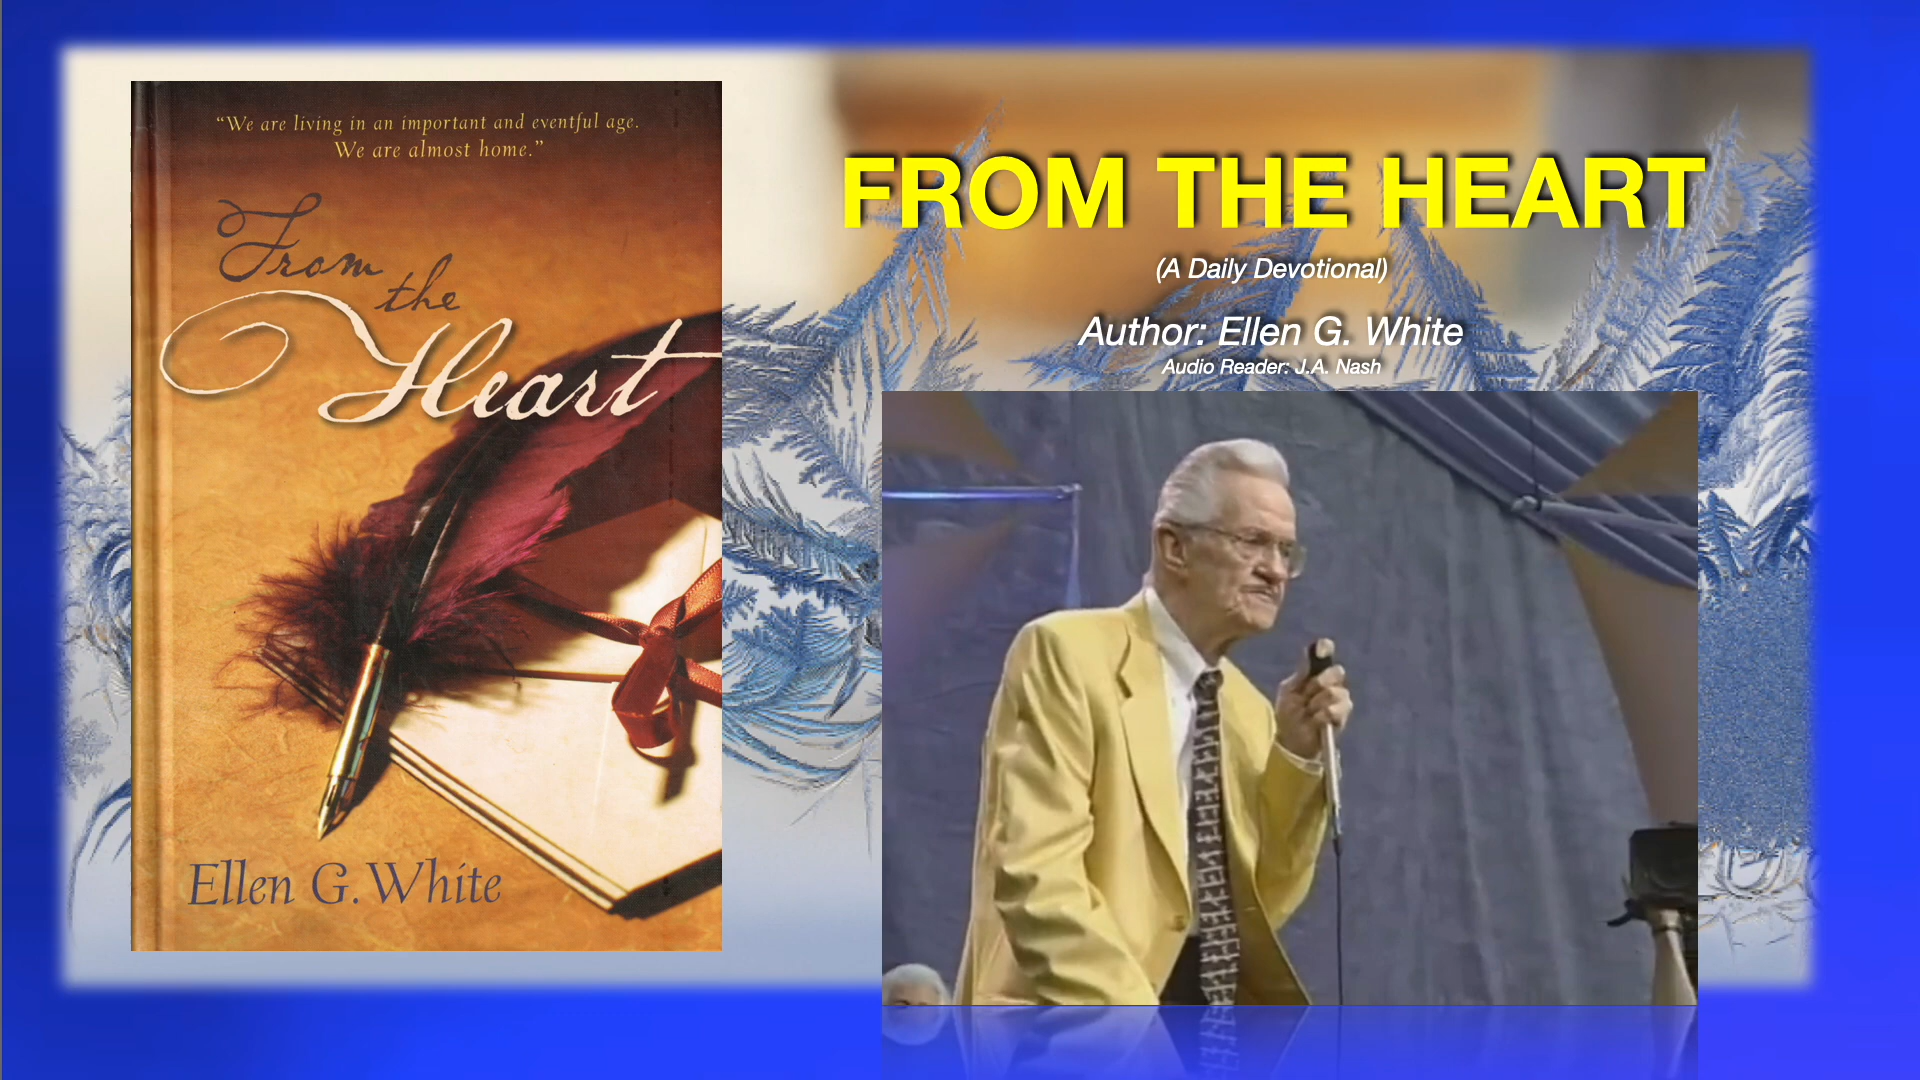 “We are living in an important and eventful age.
We are almost home.”
From
the
Heart
Ellen G. White
FROM THE HEART
(A Daily Devotional)
Author: Ellen G. White
Audio Reader: J.A. Nash